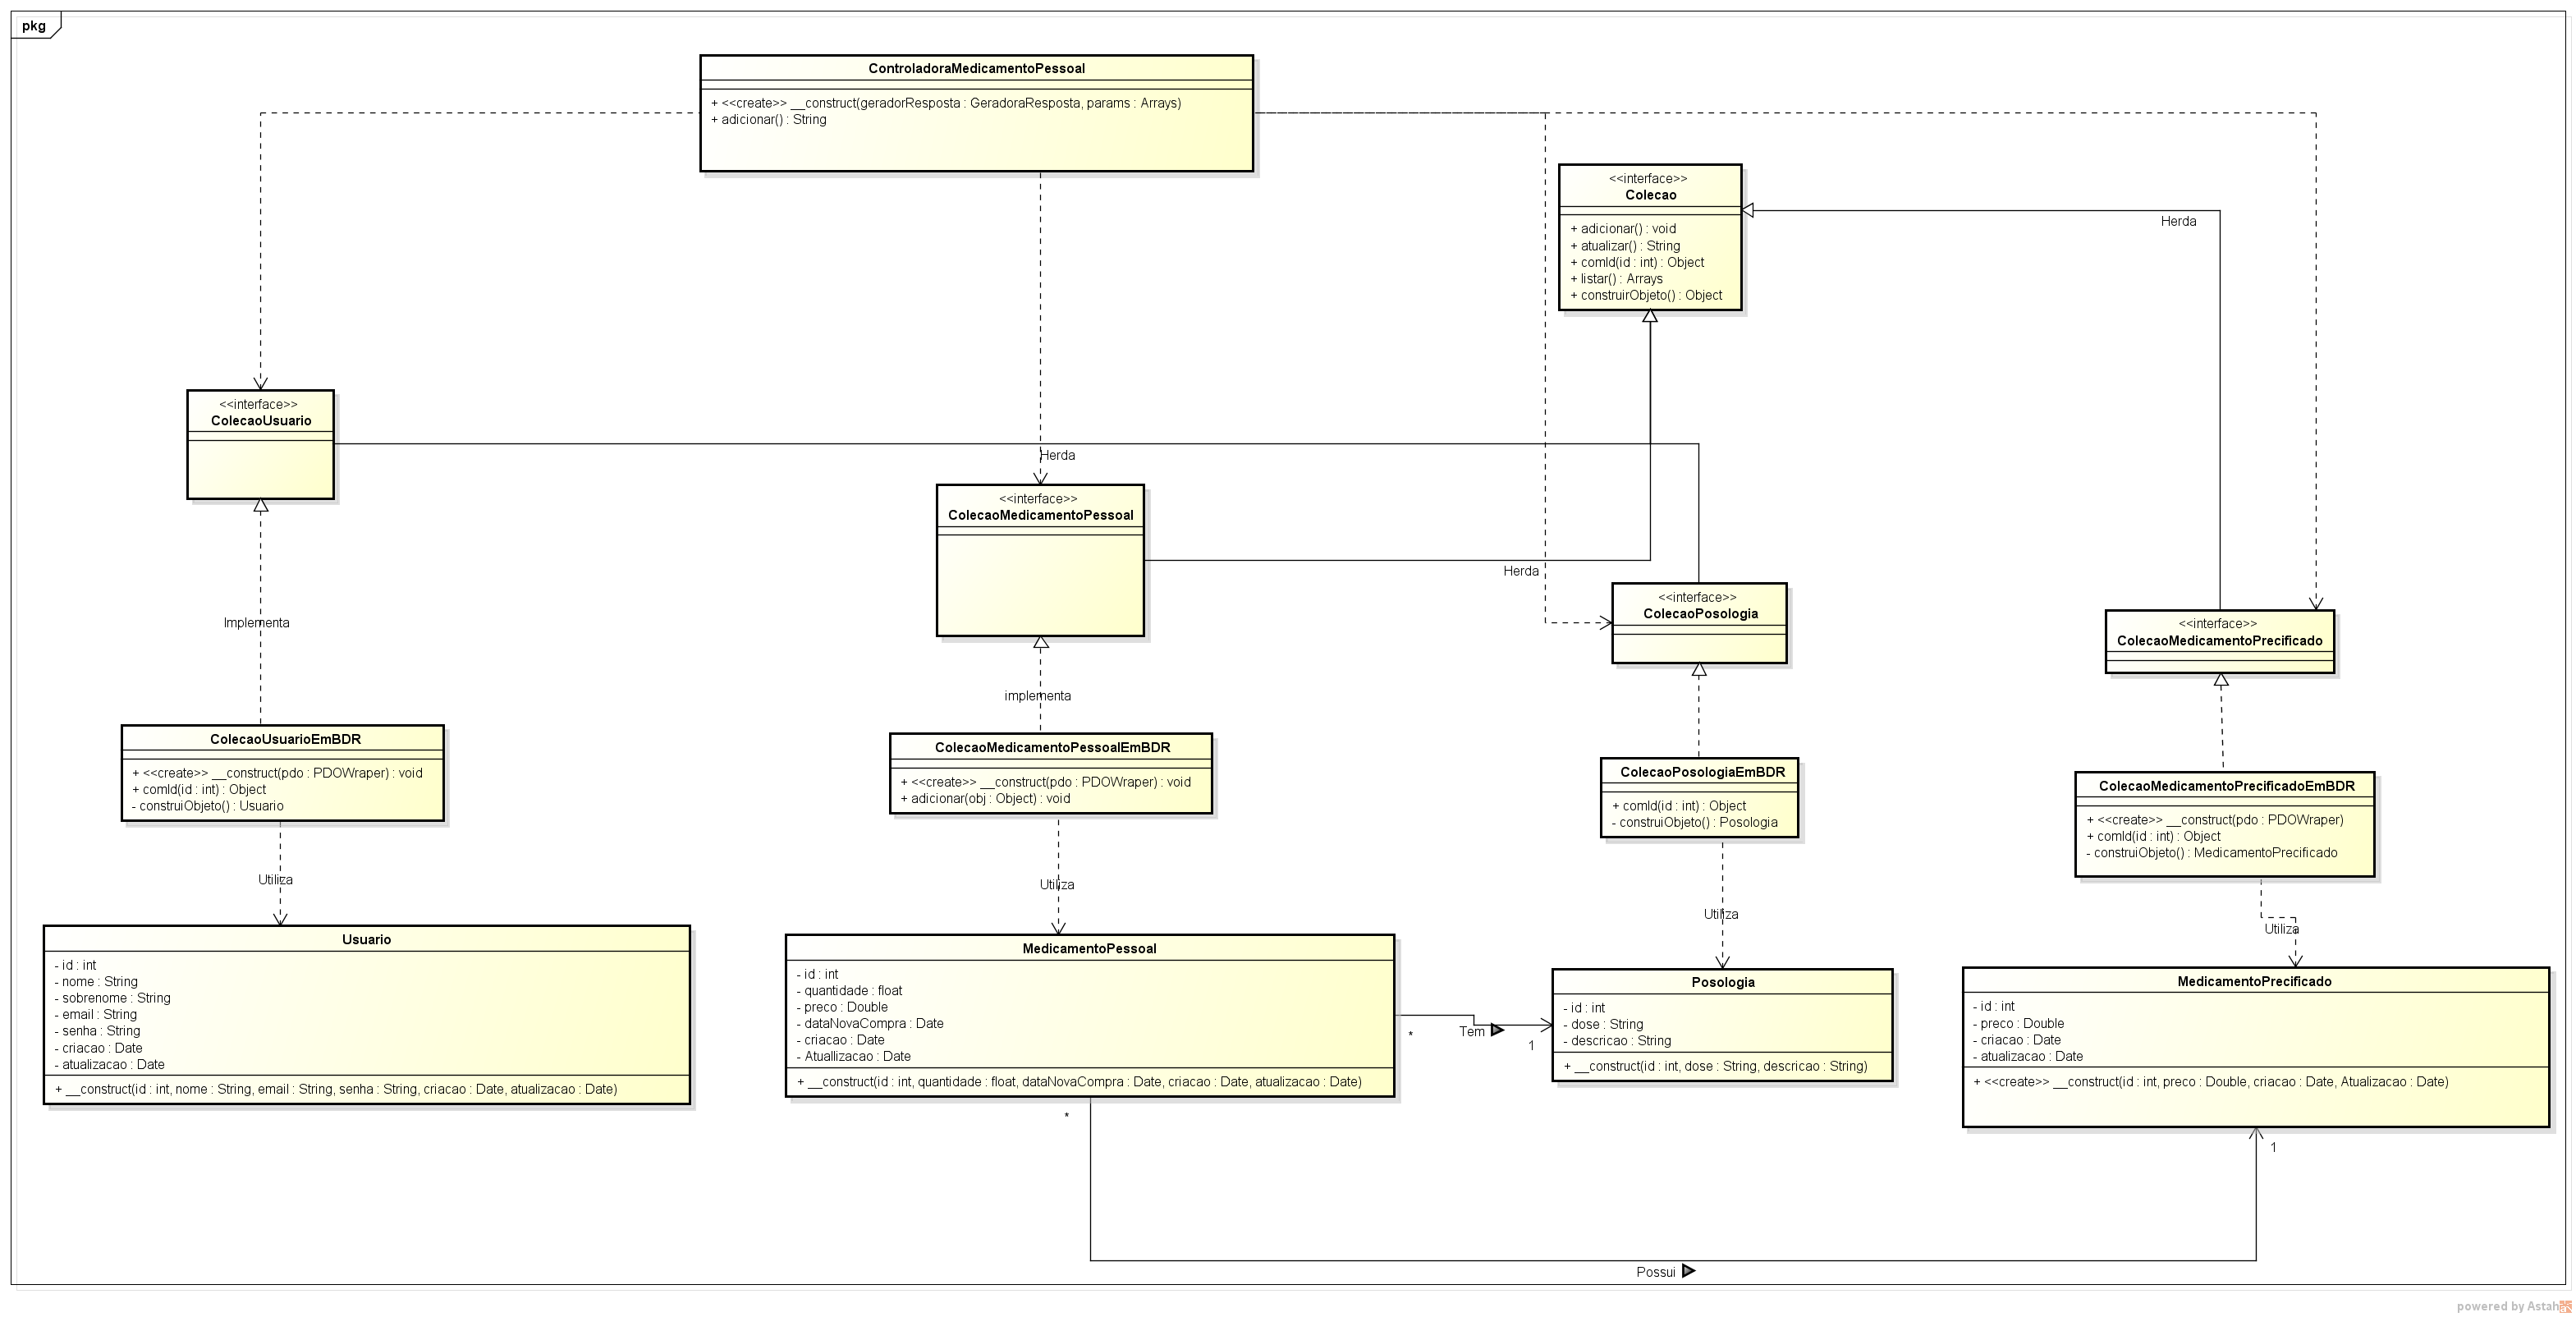 pkg
ControladoraMedicamentoPessoal
+ <<create>> __construct(geradorResposta : GeradoraResposta, params : Arrays)
+ adicionar() : String
<<interface>>
Colecao
+ adicionar() : void
+ atualizar() : String
+ comId(id : int) : Object
+ listar() : Arrays
+ construirObjeto() : Object
Herda
<<interface>>
ColecaoUsuario
Herda
<<interface>>
ColecaoMedicamentoPessoal
Herda
<<interface>>
ColecaoPosologia
<<interface>>
ColecaoMedicamentoPrecificado
Implementa
implementa
ColecaoUsuarioEmBDR
+ <<create>> __construct(pdo : PDOWraper) : void
+ comId(id : int) : Object
- construiObjeto() : Usuario
ColecaoMedicamentoPessoalEmBDR
+ <<create>> __construct(pdo : PDOWraper) : void
+ adicionar(obj : Object) : void
ColecaoPosologiaEmBDR
+ comId(id : int) : Object
- construiObjeto() : Posologia
ColecaoMedicamentoPrecificadoEmBDR
+ <<create>> __construct(pdo : PDOWraper)
+ comId(id : int) : Object
- construiObjeto() : MedicamentoPrecificado
Utiliza
Utiliza
Utiliza
Utiliza
Usuario
- id : int
- nome : String
- sobrenome : String
- email : String
- senha : String
- criacao : Date
- atualizacao : Date
+ __construct(id : int, nome : String, email : String, senha : String, criacao : Date, atualizacao : Date)
MedicamentoPessoal
- id : int
- quantidade : float
- preco : Double
- dataNovaCompra : Date
- criacao : Date
- Atuallizacao : Date
+ __construct(id : int, quantidade : float, dataNovaCompra : Date, criacao : Date, atualizacao : Date)
*
Tem
1
Posologia
- id : int
- dose : String
- descricao : String
+ __construct(id : int, dose : String, descricao : String)
MedicamentoPrecificado
- id : int
- preco : Double
- criacao : Date
- atualizacao : Date
+ <<create>> __construct(id : int, preco : Double, criacao : Date, Atualizacao : Date)
*
1
Possui
powered by Astah